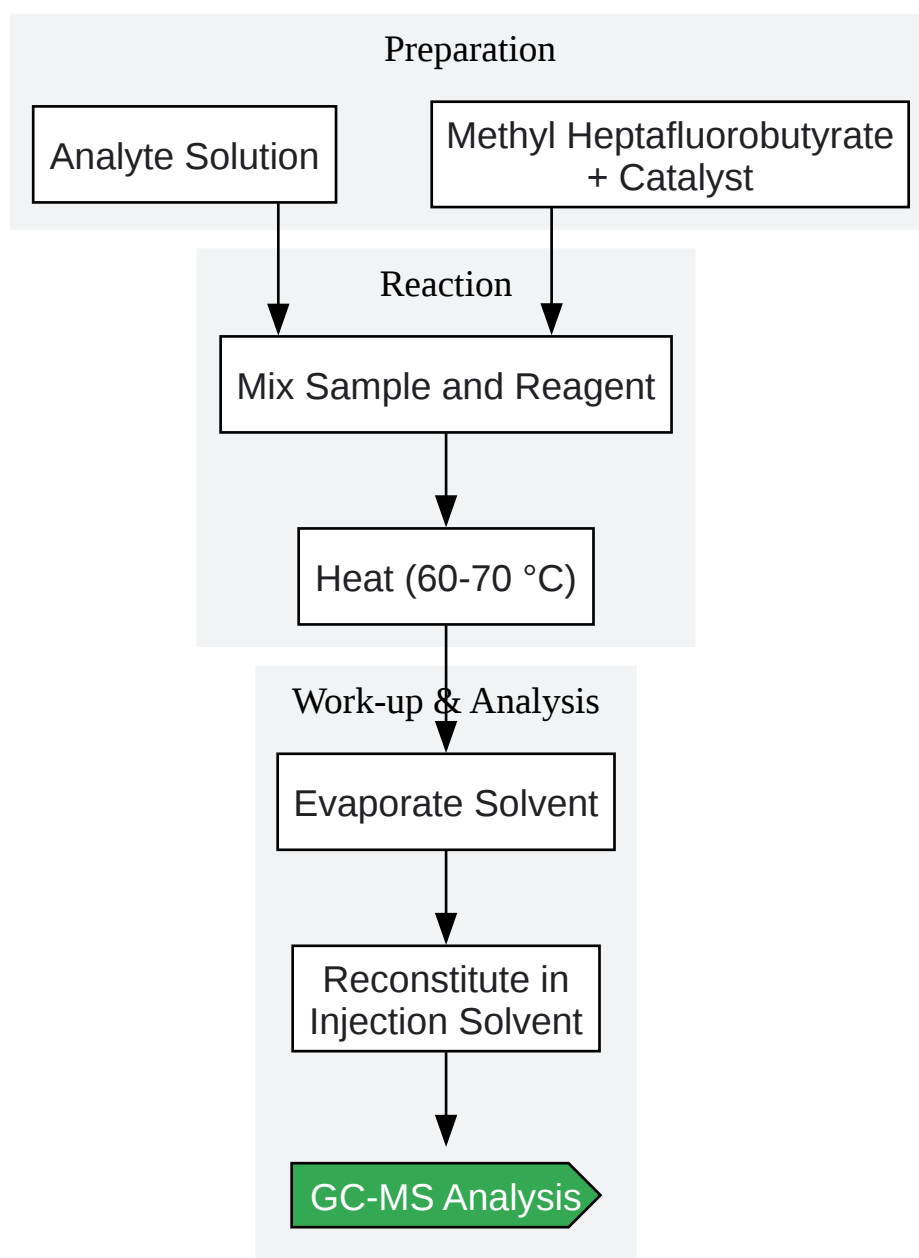 Preparation
Analyte Solution
Methyl Heptafluorobutyrate
+ Catalyst
Reaction
Mix Sample and Reagent
Heat (60-70 °C)
Work-up & Analysis
Evaporate Solvent
Reconstitute in
Injection Solvent
GC-MS Analysis